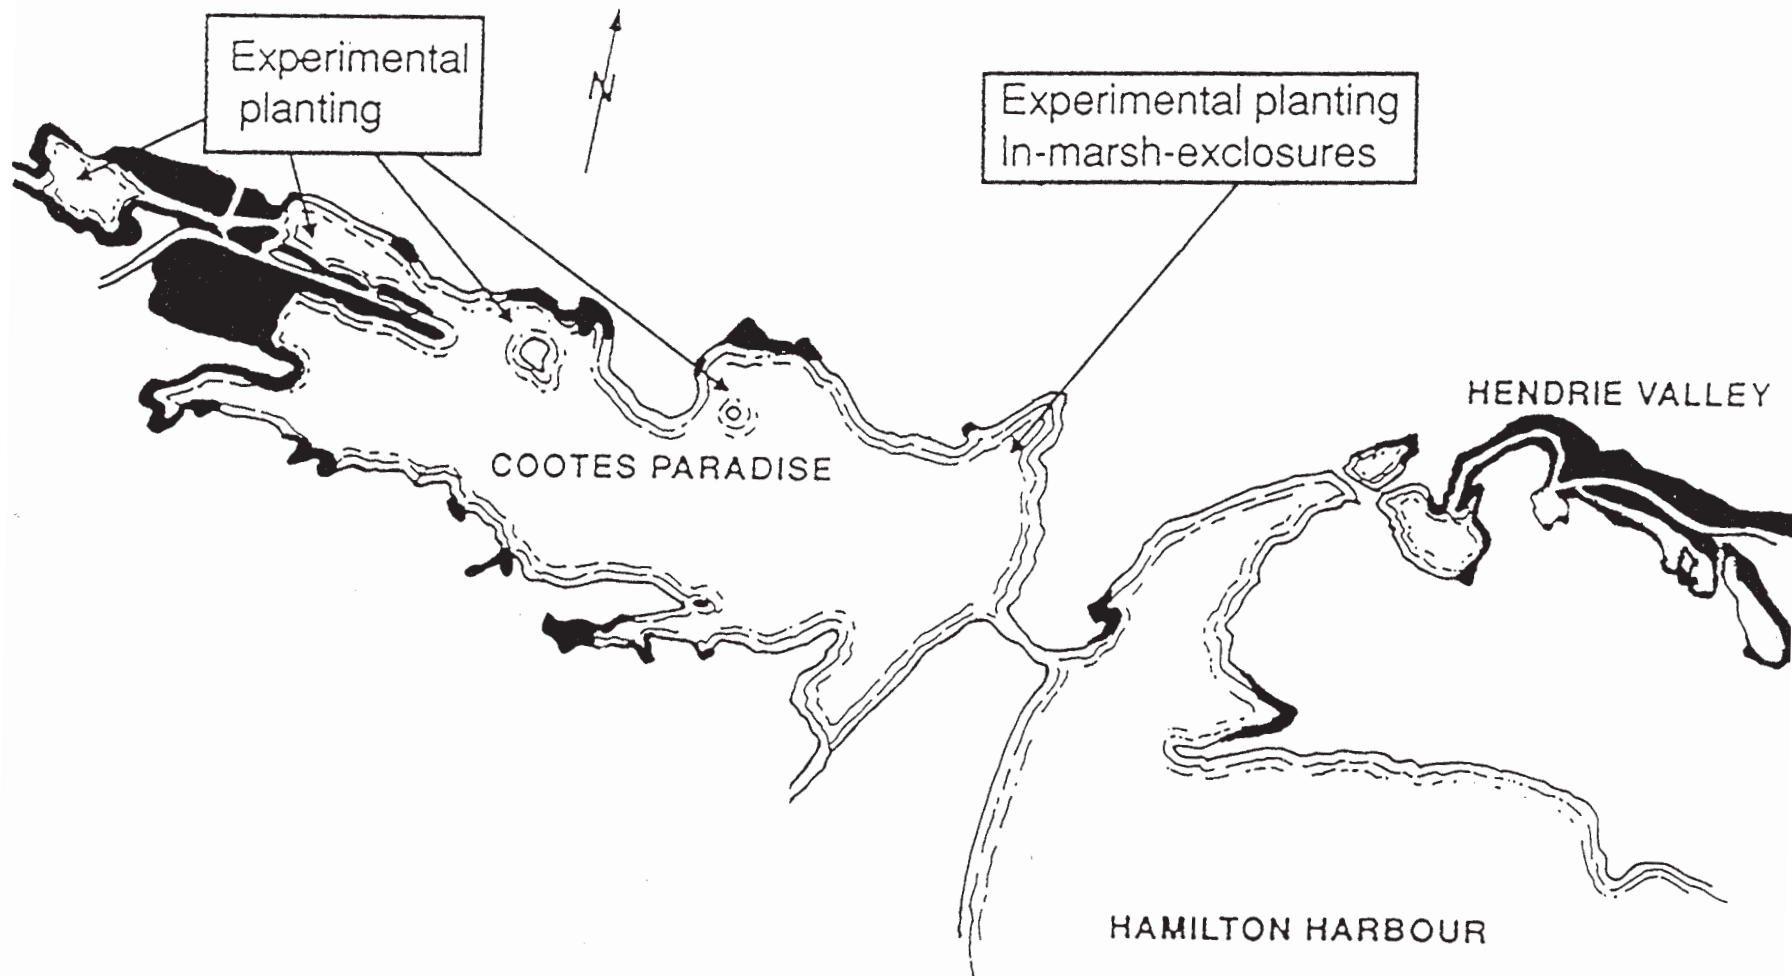 Experimental
planting
N
Experimental planting
In-marsh-exclosures
HENDRIE VALLEY
COOTES PARADISE
HAMILTON HARBOUR